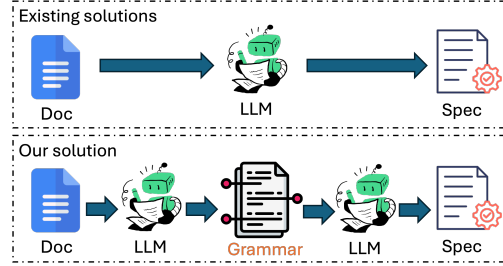 Existing solutions
Doc
LLM
Spec
Our solution
Doc
LLM
Grammar
LLM
Spec